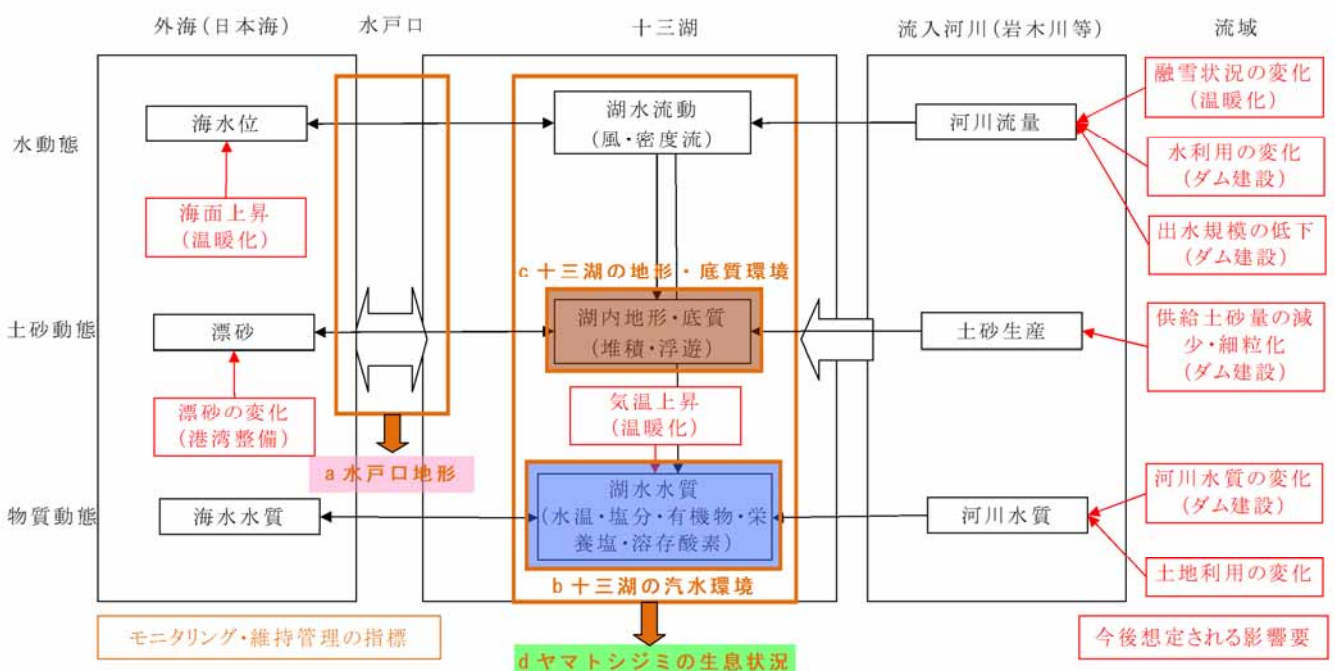 外海(日本海)
水戸口
十三湖
流入河川(岩木川等)
流域
水動態
海水位
湖水流動
(風・密度流)
河川流量
融雪状況の変化
(温暖化)
水利用の変化
(ダム建設)
出水規模の低下
(ダム建設)
海面上昇
(温暖化)
c 十三湖の地形・底質環境
土砂動態
漂砂
湖内地形・底質
(堆積・浮遊)
土砂生産
供給土砂量の減
少・細粒化
(ダム建設)
漂砂の変化
(港湾整備)
気温上昇
(温暖化)
a 水戸口地形
物質動態
海水水質
湖水水質
(水温・塩分・有機物・栄
養塩・溶存酸素)
河川水質
河川水質の変化
(ダム建設)
土地利用の変化
b 十三湖の汽水環境
モニタリング・維持管理の指標
d ヤマトシジミの生息状況
今後想定される影響要